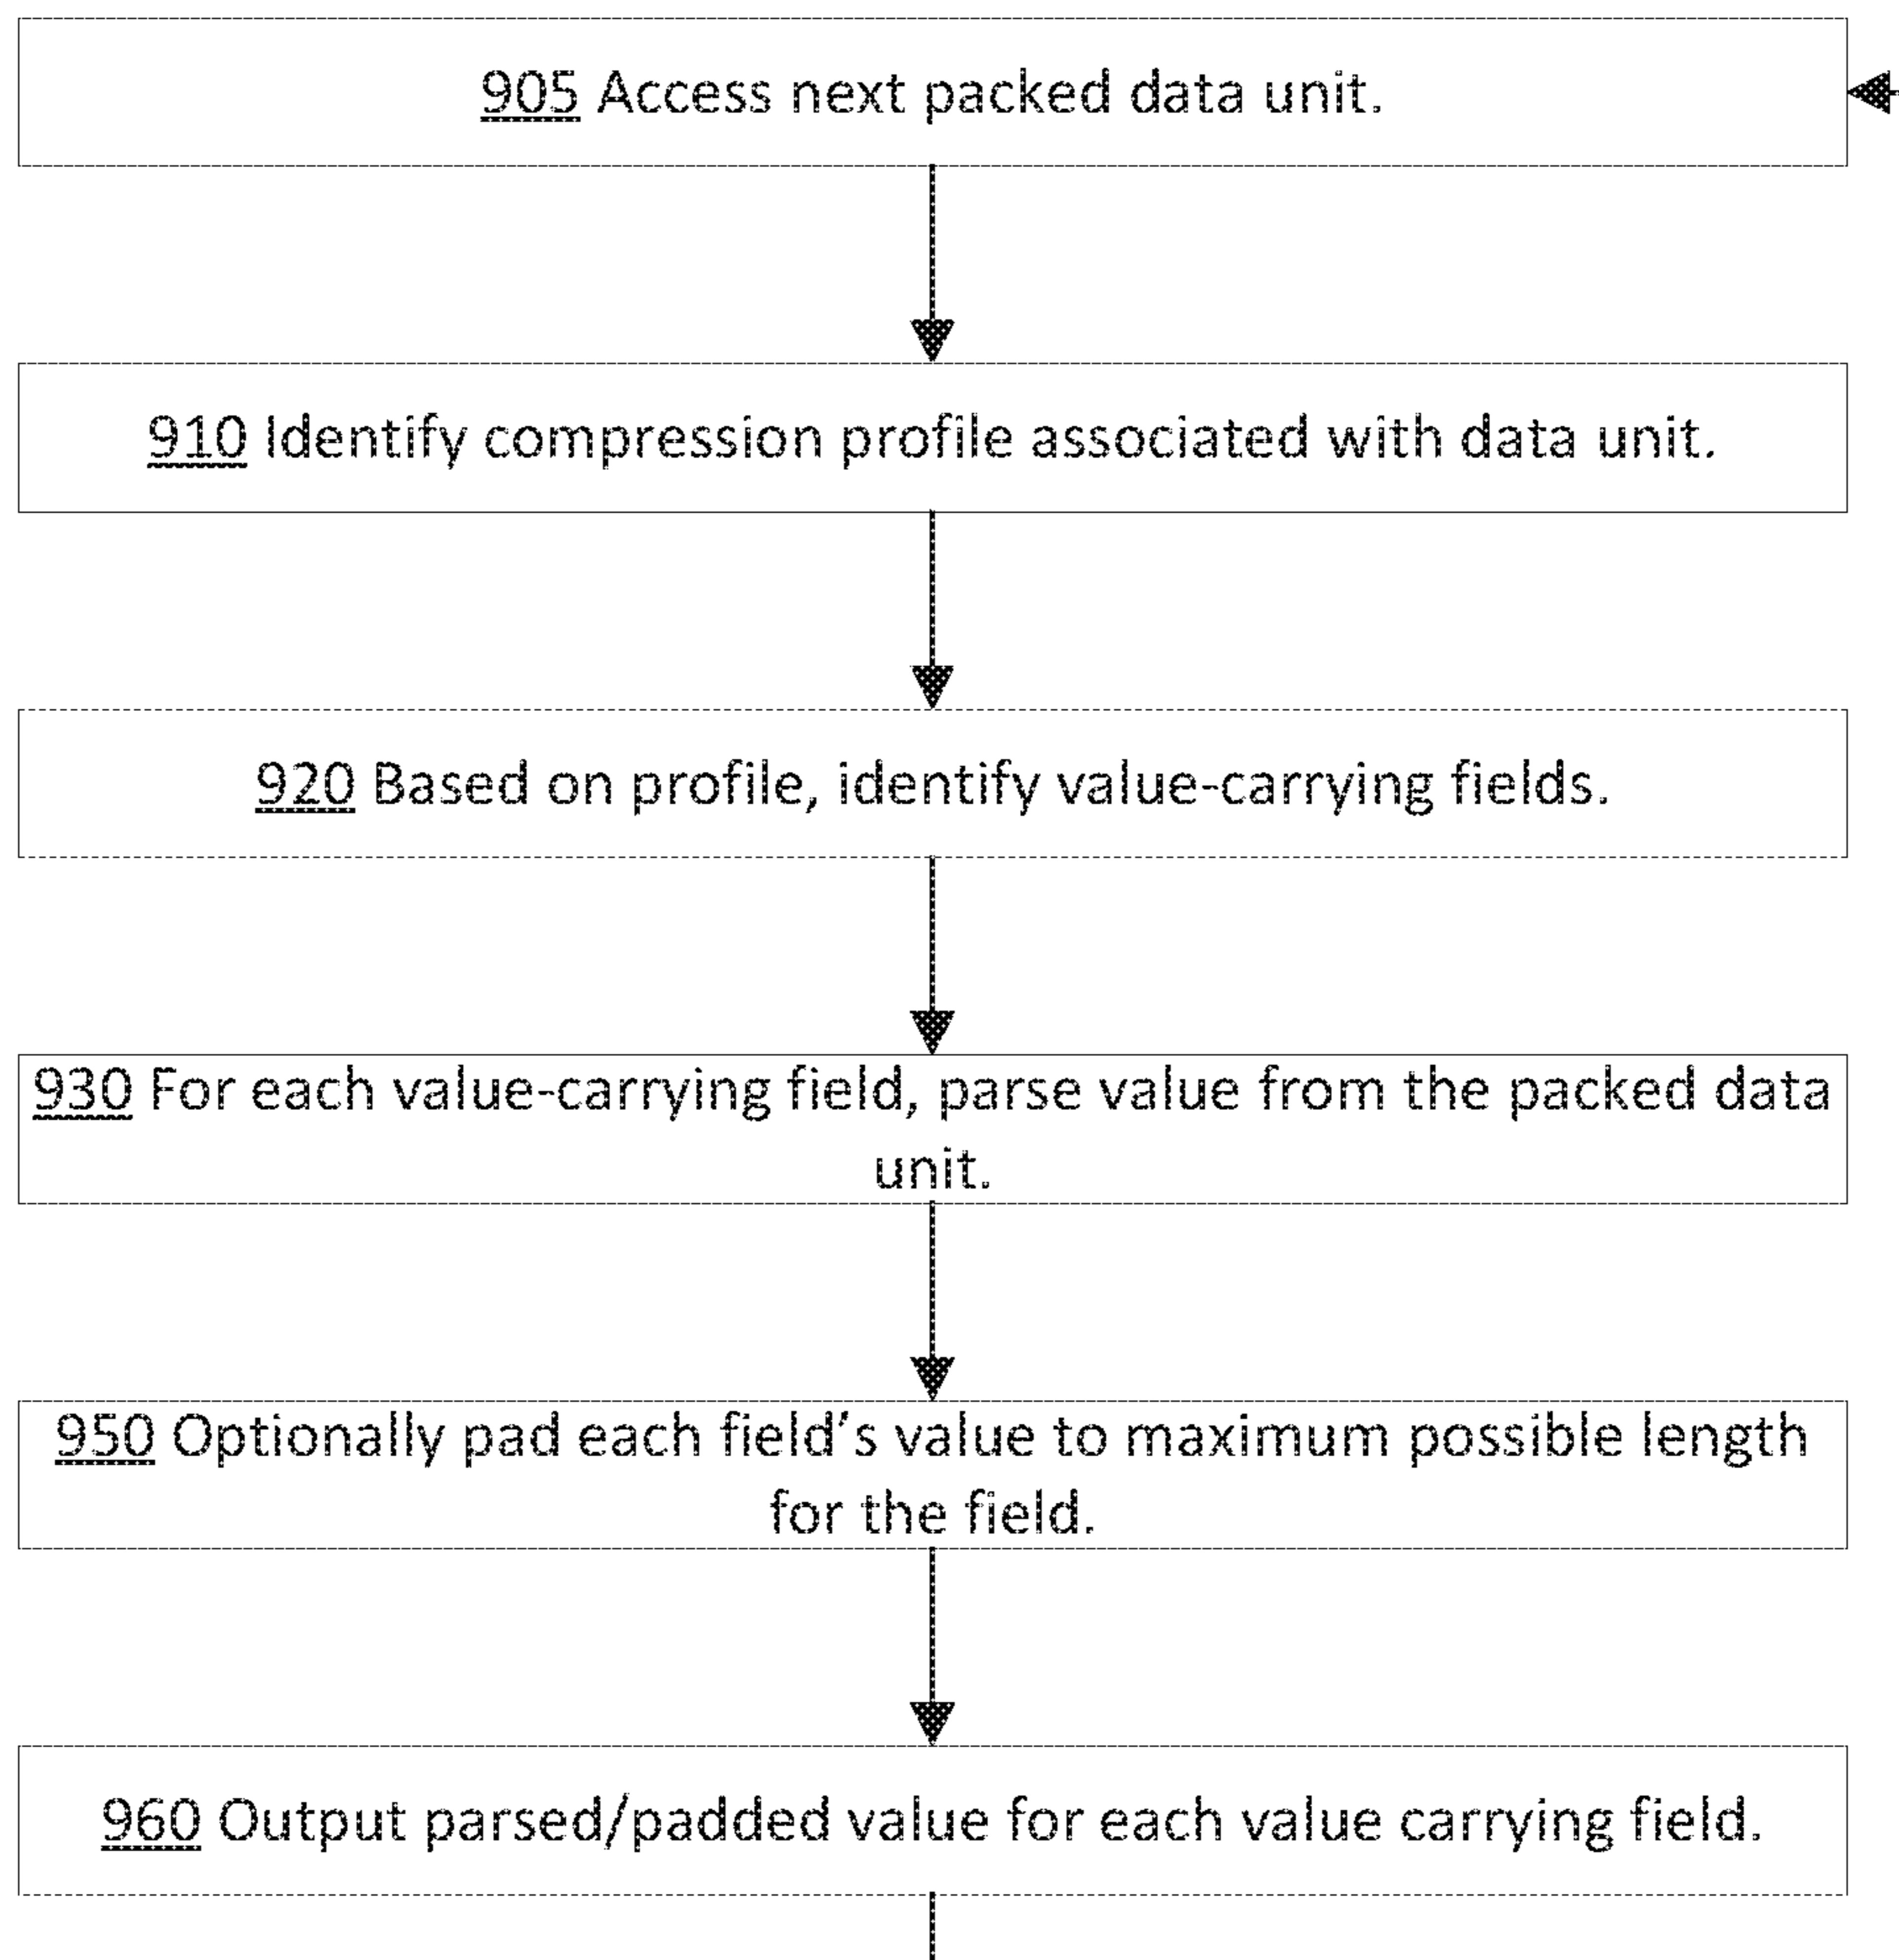 905 Access next packed data unit.
910 Identify compression profile associated with data unit.
920 Based on profile, identify value-carrying fields.
930 For each value-carrying field, parse value from the packed data
unit.
950 Optionally pad each field's value to maximum possible length
for the field.
960 Output parsed/padded value for each value carrying field.